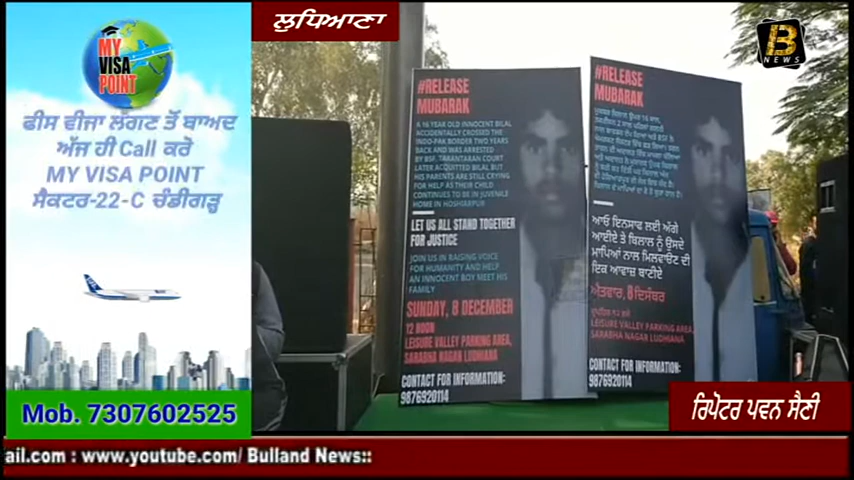 ਲੁਧਿਆਣਾ
B
NEWS
MY
VISA
POINT
ਫੀਸ ਵੀਜਾ ਲੱਗਣ ਤੋਂ ਬਾਅਦ
ਅੱਜ ਹੀ Call ਕਰੋ
MY VISA POINT
ਸੈਕਟਰ-22-C ਚੰਡੀਗੜ੍ਹ
Mob. 7307602525
#RELEASE
MUBARAK
A 16 YEAR OLD INNOCENT BILAL
ACCIDENTALLY CROSSED THE
INDO-PAK BORDER TWO YEARS
BACK AND WAS ARRESTED
BY BSF, TARANTARAN COURT
LATER ACQUITTED BILAL BUT
HIS PARENTS ARE STILL CRYING
FOR HELP AS THEIR CHILD
CONTINUES TO BE IN JUVENILE
HOME IN HOSHIARPUR
LET US ALL STAND TOGETHER
FOR JUSTICE
JOIN US IN RAISING VOICE
FOR HUMANITY AND HELP
AN INNOCENT BOY MEET HIS
FAMILY
SUNDAY, 8 DECEMBER
12 NOON
LEISURE VALLEY PARKING AREA,
SARABHA NAGAR LUDHIANA
CONTACT FOR INFORMATION:
9876920114
#RELEASE
MUBARAK
ਆਓ ਇਨਸਾਫ ਲਈ ਅੱਗੇ
ਆਈਏ ਤੇ ਬਿਲਾਲ ਨੂੰ ਉਸਦੇ
ਮਾਪਿਆਂ ਨਾਲ ਮਿਲਵਾਉਣ ਦੀ
ਇਕ ਆਵਾਜ਼ ਬਾਣੀਏ
ਐਤਵਾਰ, 8 ਦਿਸੰਬਰ
ਦੁਪਹਿਰ 12 ਵਜੇ
LEISURE VALLEY PARKING AREA,
SARABHA NAGAR LUDHIANA
CONTACT FOR INFORMATION:
9876920114
ਰਿਪੋਟਰ ਪਵਨ ਸੈਣੀ
ail.com : www.youtube.com/ Bulland News::